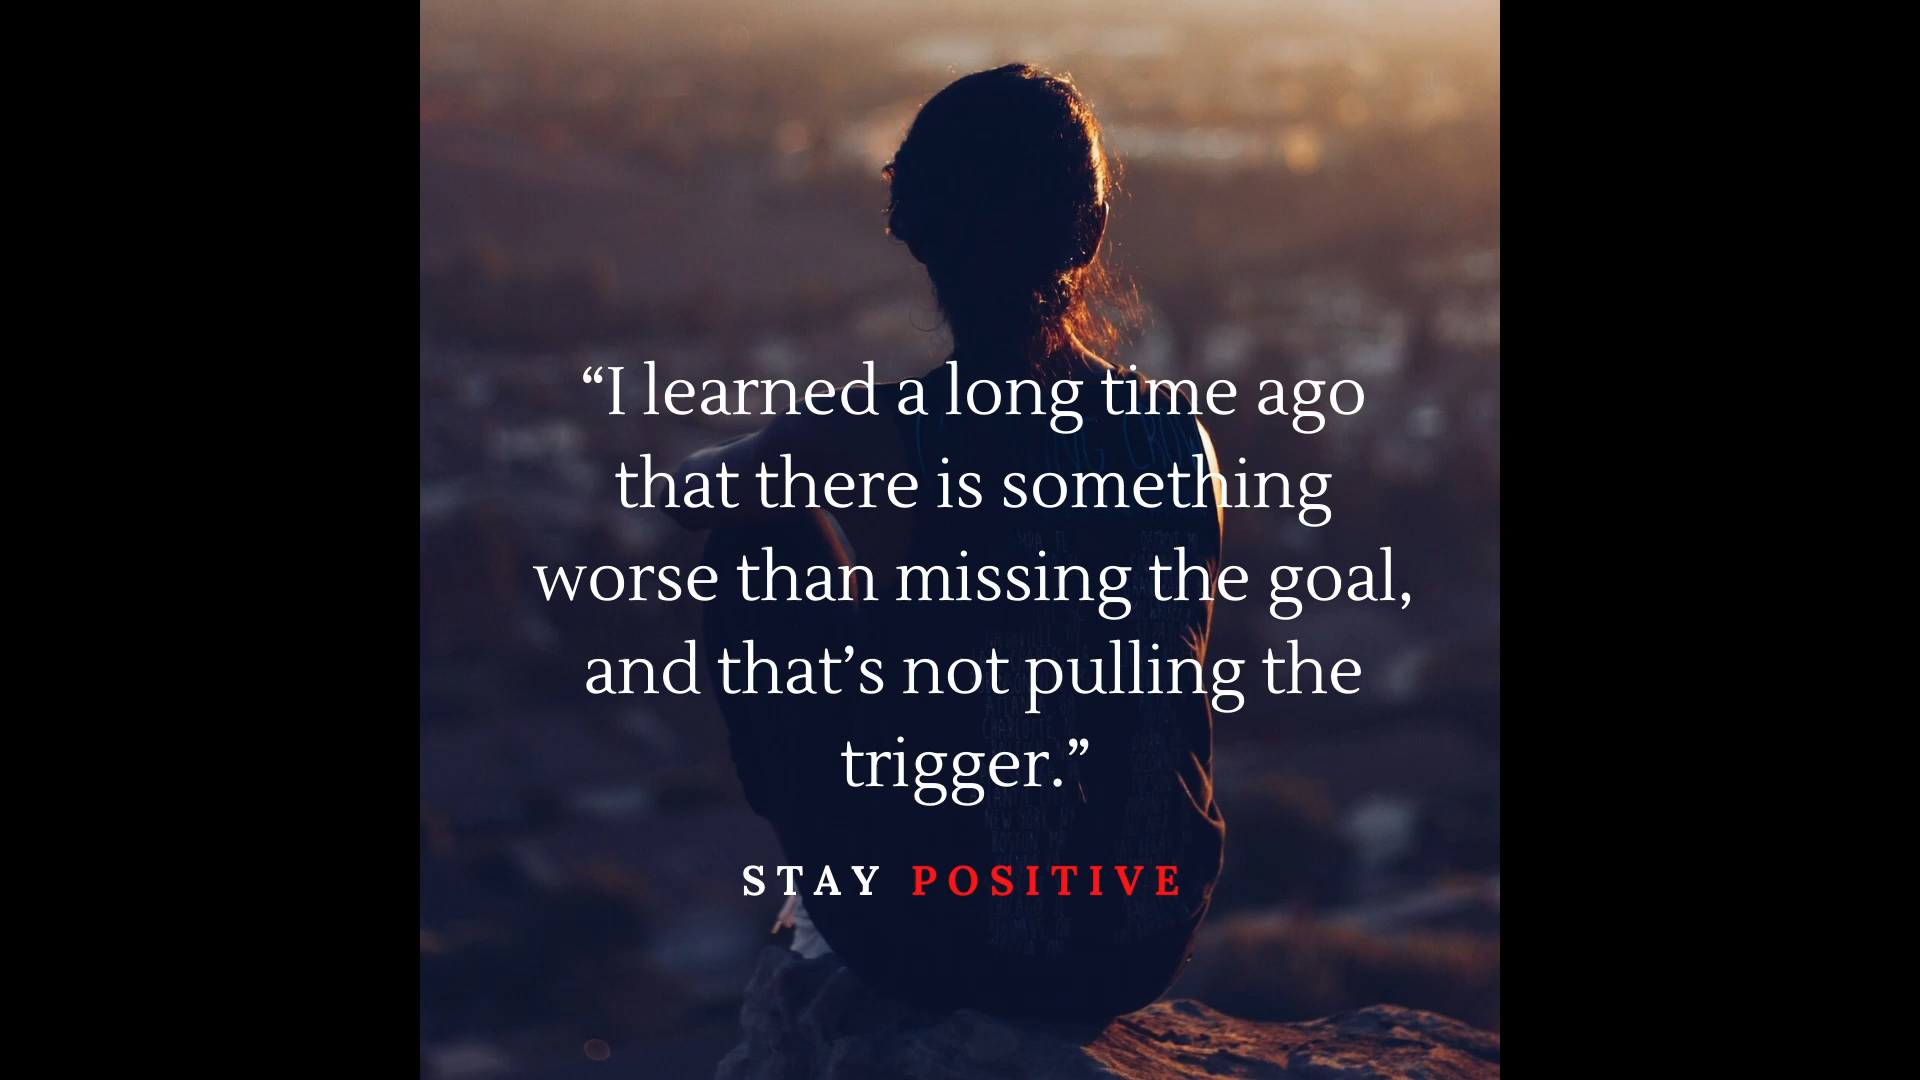 “I learned a long time ago
that there is something
worse than missing the goal,
and that’s not pulling the
trigger.”
STAY POSITIVE